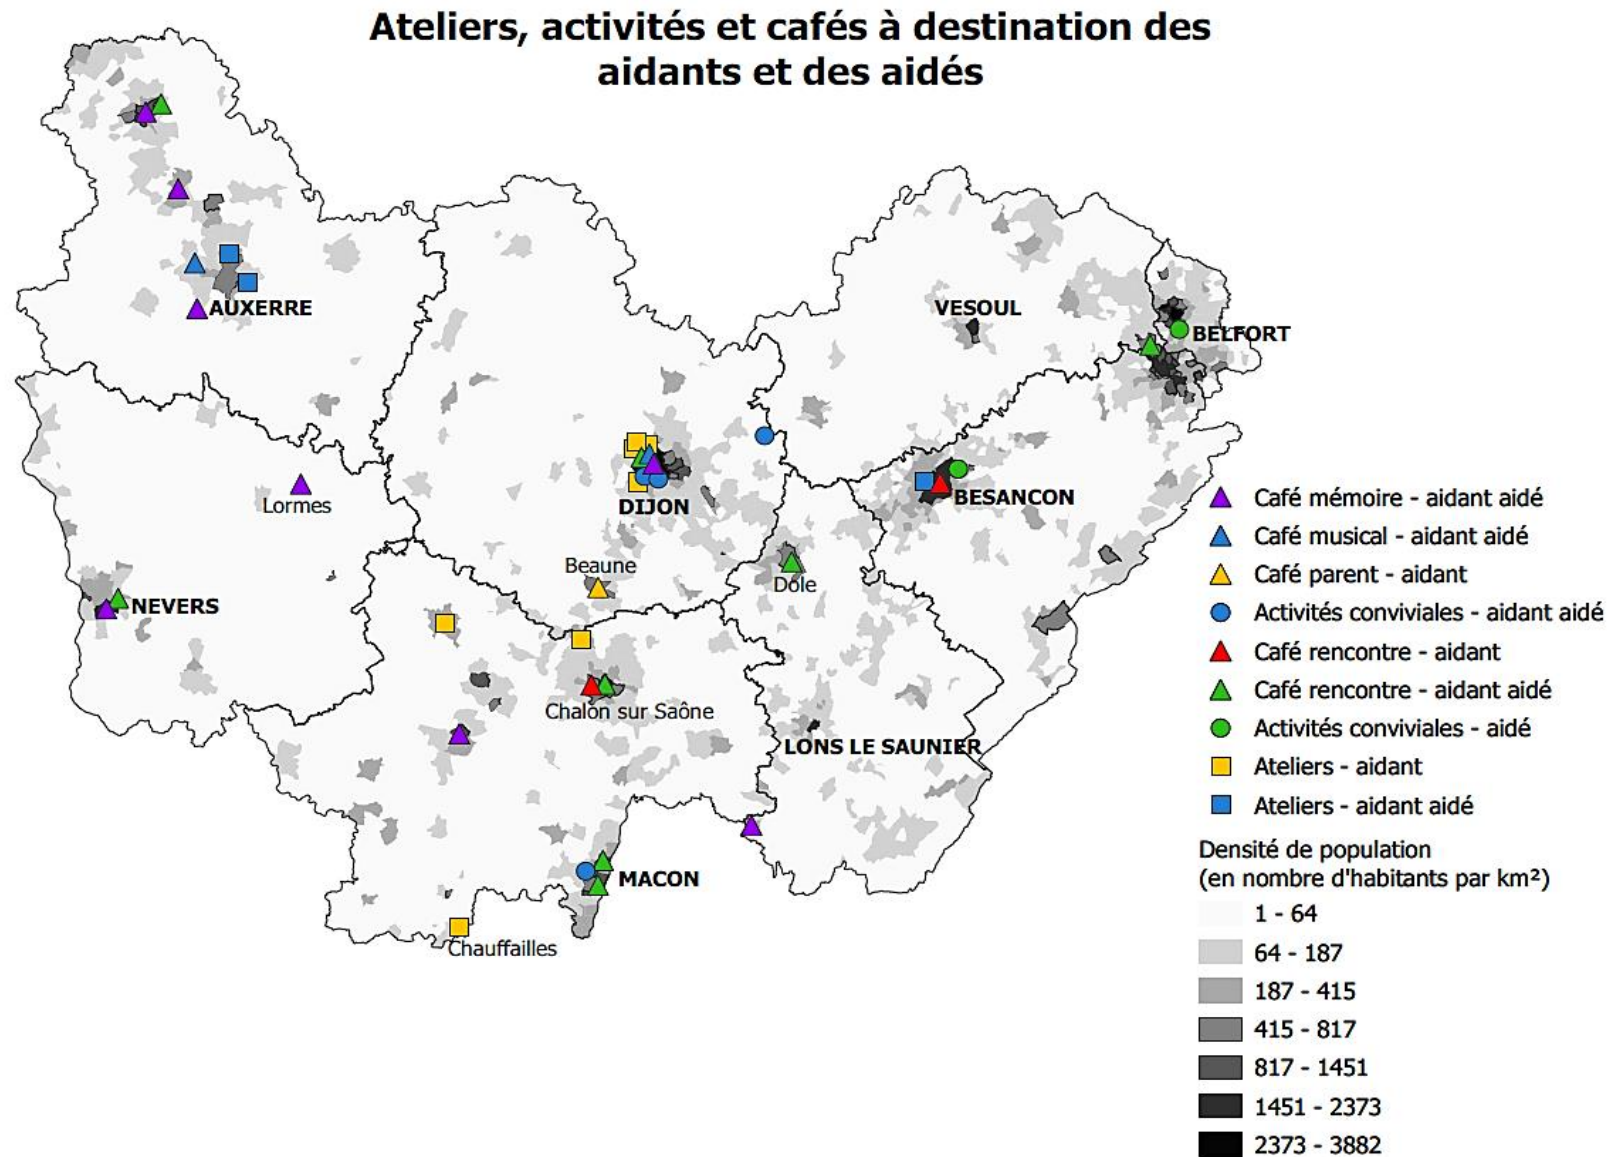 Ateliers, activités et cafés à destination des
aidants et des aidés
AUXERRE
VESOUL
BELFORT
Lormes
DIJON
BESANCON
Beaune
Dole
NEVERS
Chalon sur Saône
LONS LE SAUNIER
MACON
Chauffailles
Café mémoire - aidant aidé
Café musical - aidant aidé
Café parent - aidant
Activités conviviales - aidant aidé
Café rencontre - aidant
Café rencontre - aidant aidé
Activités conviviales - aidé
Ateliers - aidant
Ateliers - aidant aidé
Densité de population
(en nombre d'habitants par km²)
1 - 64
64 - 187
187 - 415
415 - 817
817 - 1451
1451 - 2373
2373 - 3882